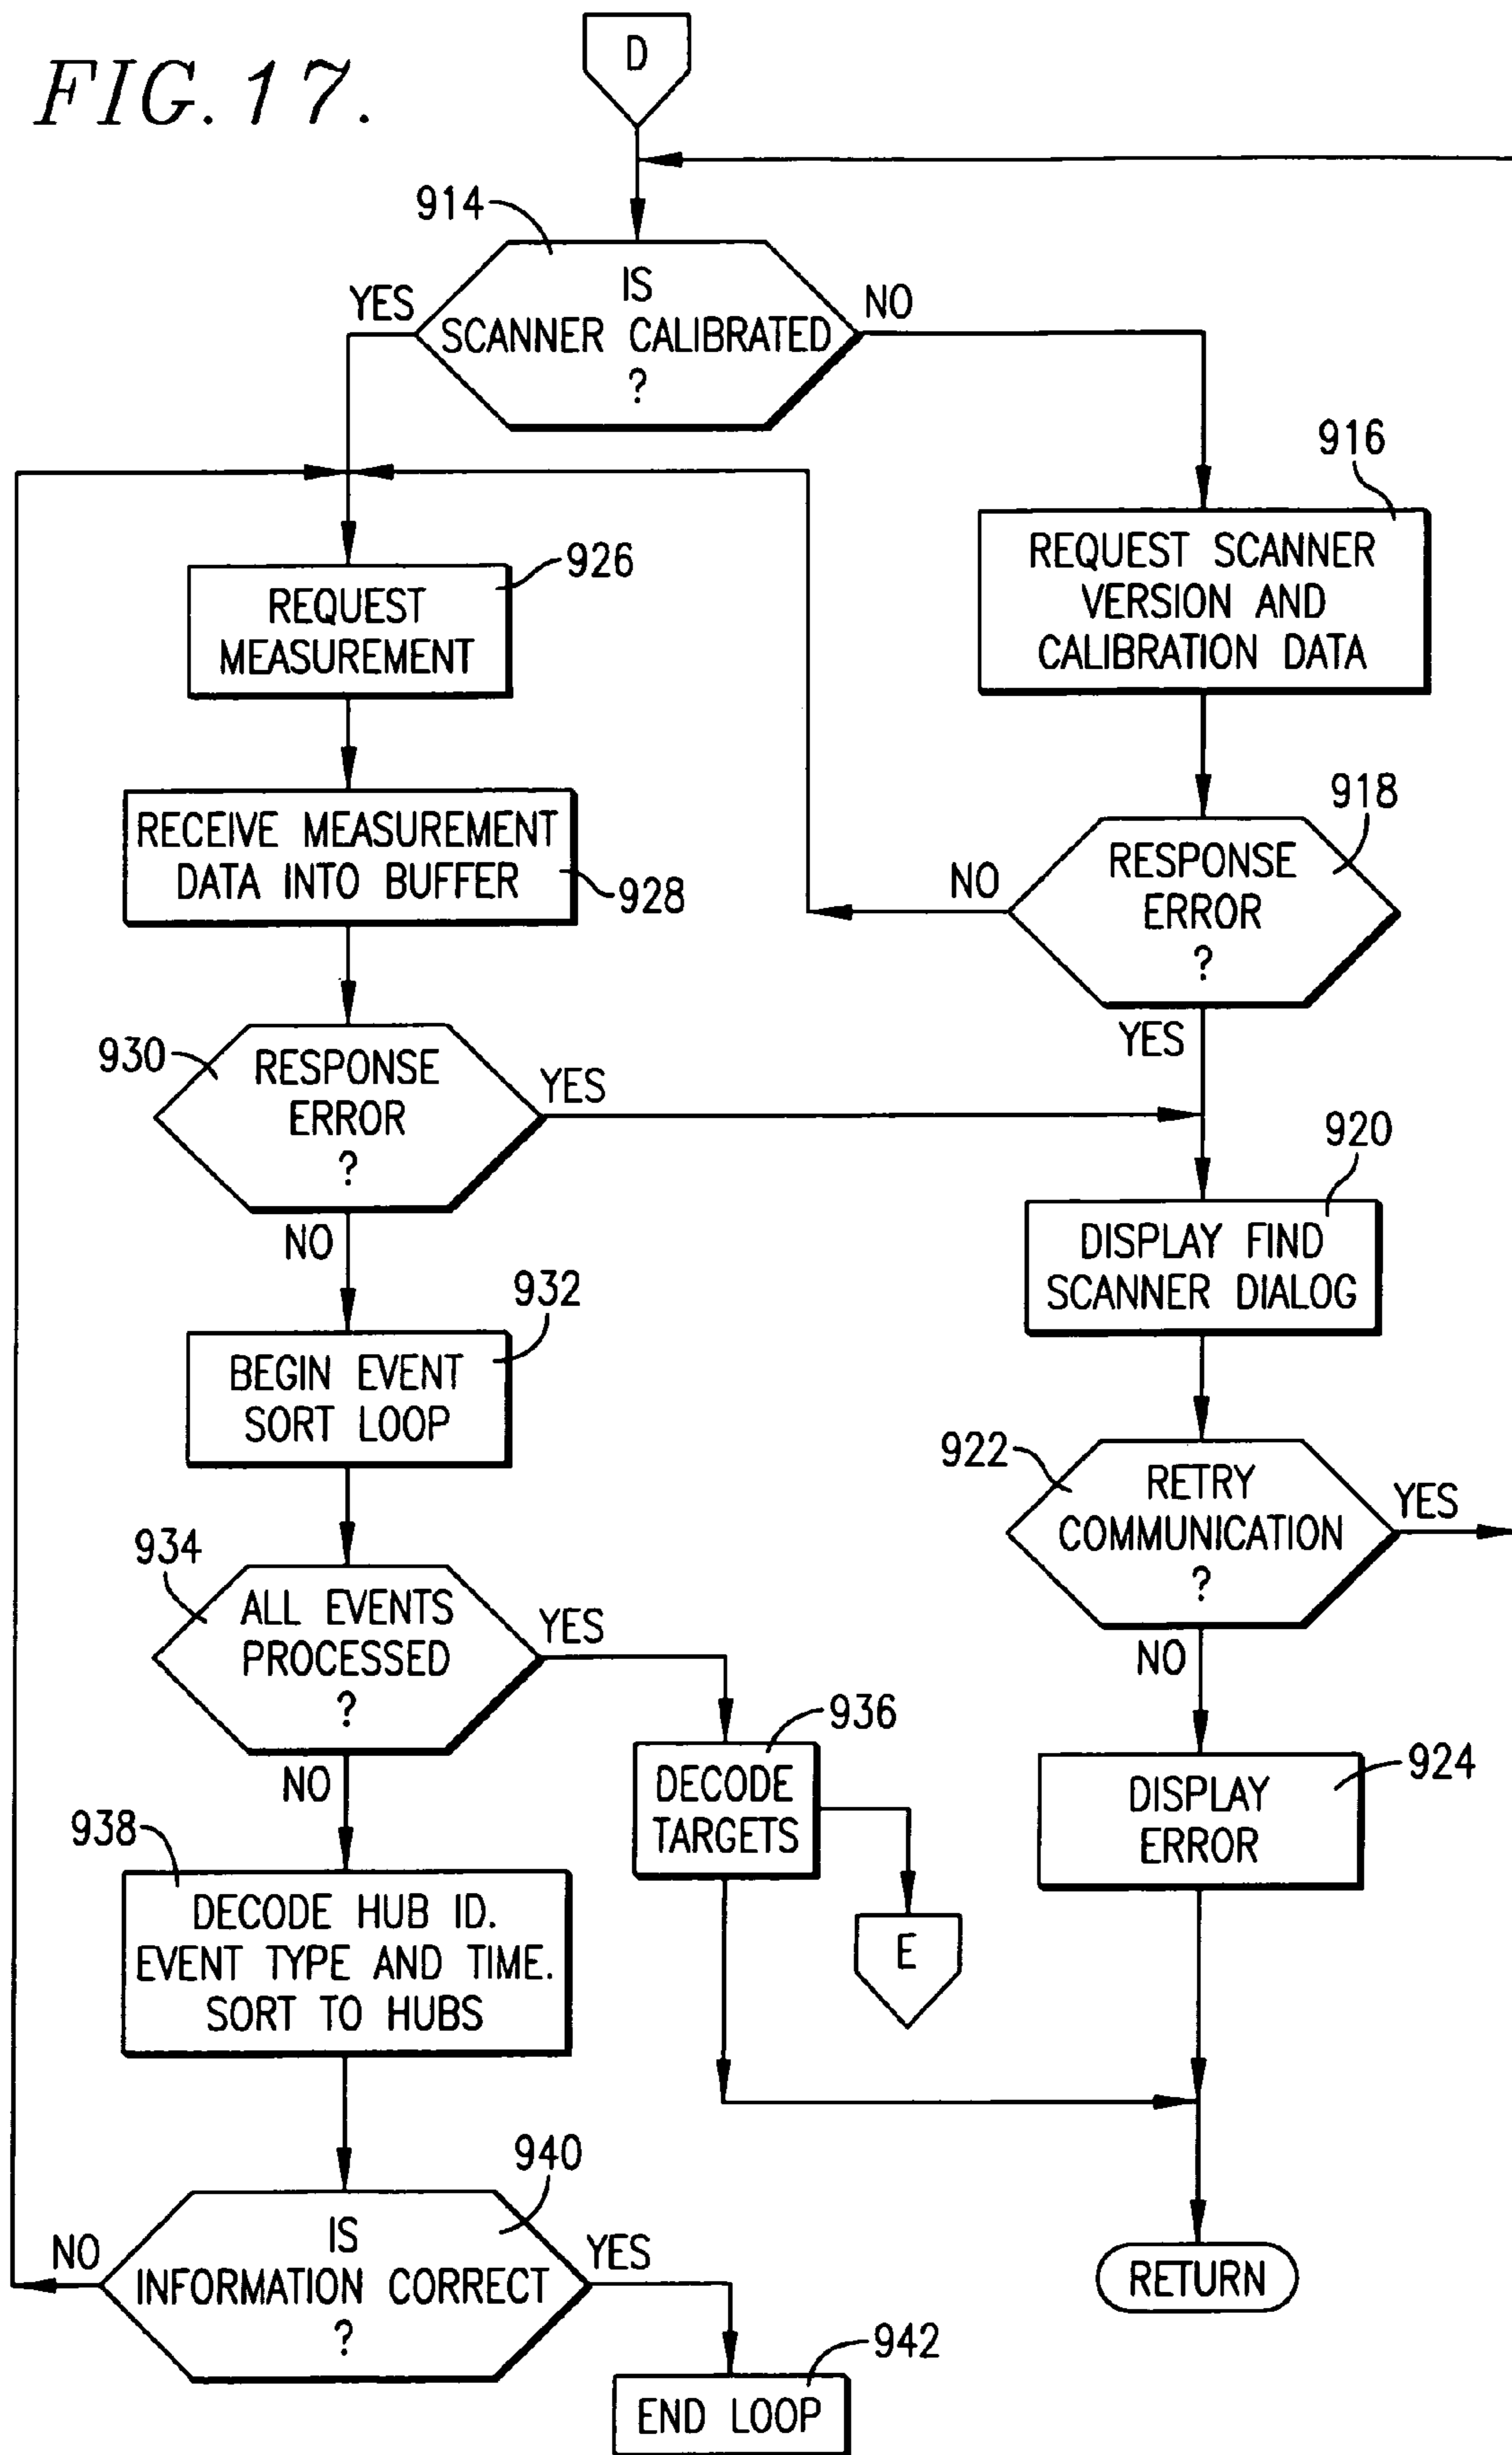 FIG. 17.
D
914
IS
SCANNER CALIBRATED
?
YES
NO
916
REQUEST SCANNER
VERSION AND
CALIBRATION DATA
926
REQUEST
MEASUREMENT
918
RESPONSE
ERROR
?
NO
YES
RECEIVE MEASUREMENT
DATA INTO BUFFER
928
930
RESPONSE
ERROR
?
YES
NO
920
DISPLAY FIND
SCANNER DIALOG
932
BEGIN EVENT
SORT LOOP
922
RETRY
COMMUNICATION
?
YES
NO
934
ALL EVENTS
PROCESSED
?
YES
NO
936
DECODE
TARGETS
924
DISPLAY
ERROR
938
DECODE HUB ID.
EVENT TYPE AND TIME.
SORT TO HUBS
E
940
IS
INFORMATION CORRECT
?
NO
YES
RETURN
942
END LOOP